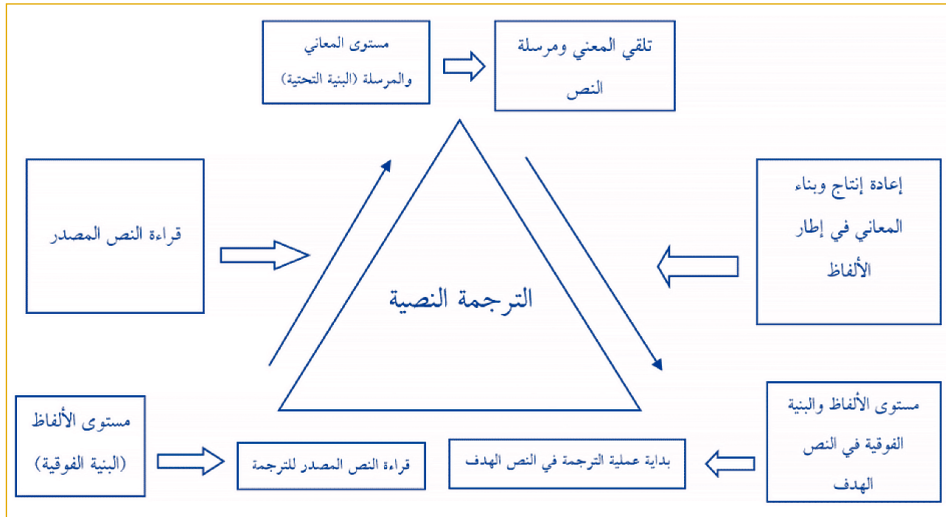 تلقي المعني ومرسلة
النص
مستوى المعاني
والمرسلة (البنية التحتية)
إعادة إنتاج وبناء
المعاني في إطار
الألفاظ
قراءة النص المصدر
الترجمة النصية
مستوى الألفاظ والبنية
الفوقية في النص
الهدف
بداية عملية الترجمة في النص الهدف
قراءة النص المصدر للترجمة
مستوى الألفاظ
(البنية الفوقية)